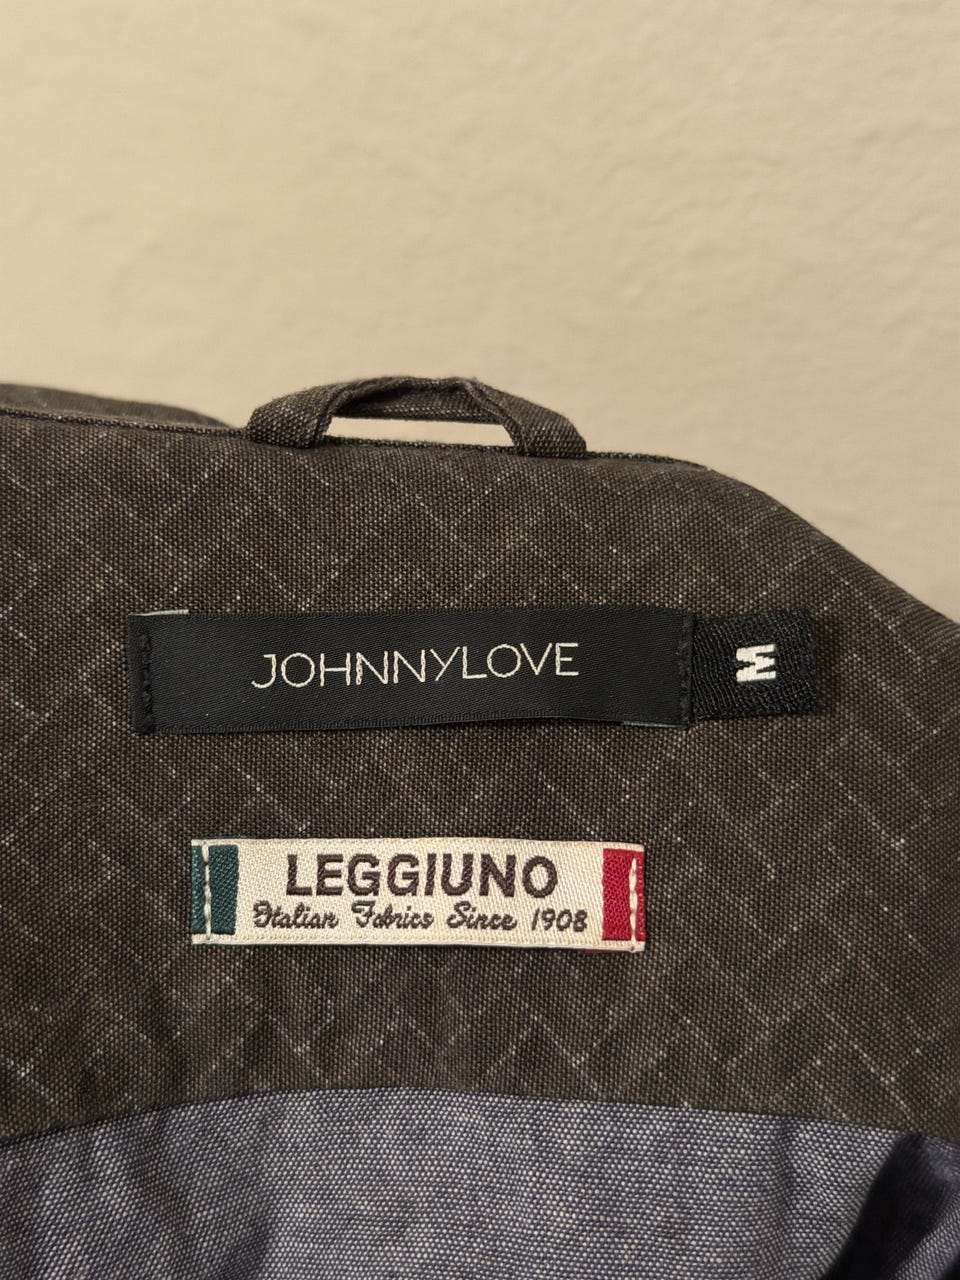 JOHNNYLOVE
M
LEGGIUNO
Italian Fabrics Since 1908